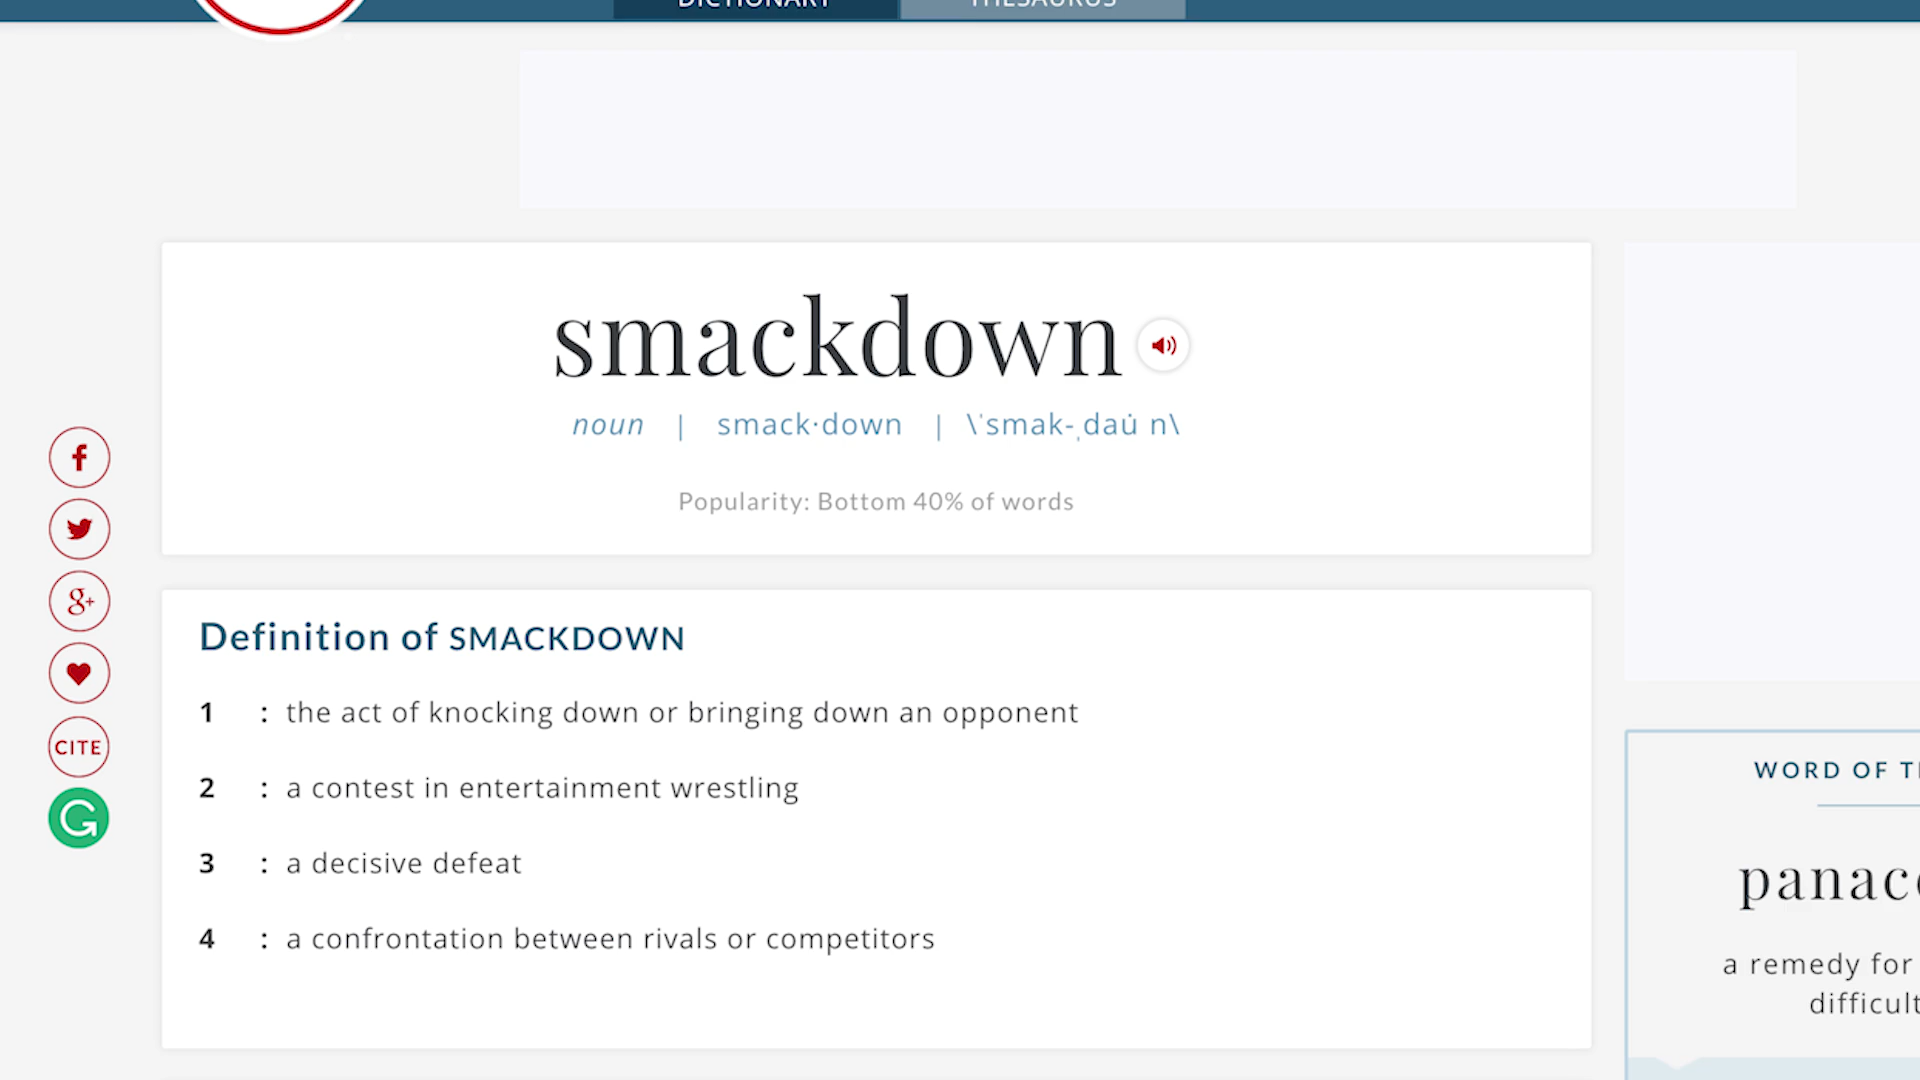 DICTIONARY THESAURUS
smackdown
noun | smack·down | \ˈsmak-ˌdau̇ n\
Popularity: Bottom 40% of words
Definition of SMACKDOWN
1 : the act of knocking down or bringing down an opponent
2 : a contest in entertainment wrestling
3 : a decisive defeat
4 : a confrontation between rivals or competitors
f
g+
CITE
G
WORD OF
a remedy for